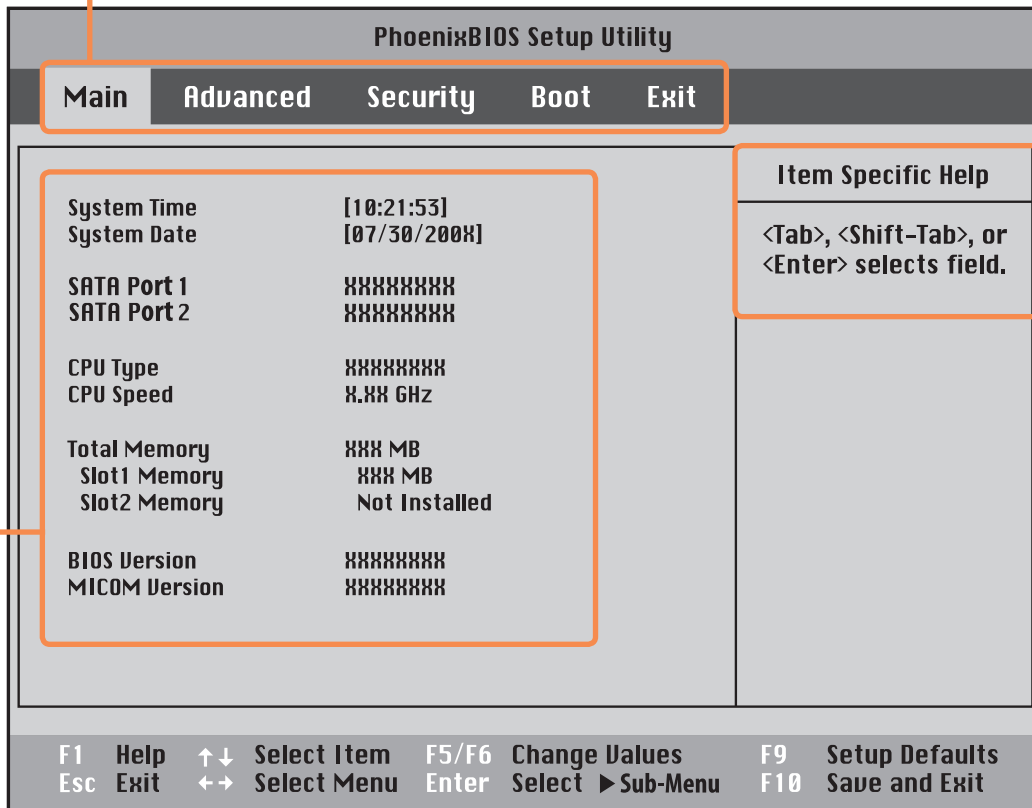 PhoenixBIOS Setup Utility
Main Advanced Security Boot Exit
System Time [10:21:53]
System Date [07/30/200X]
SATA Port 1 XXXXXXXX
SATA Port 2 XXXXXXXX
CPU Type XXXXXXXX
CPU Speed X.XX GHz
Total Memory XXX MB
Slot1 Memory XXX MB
Slot2 Memory Not Installed
BIOS Version XXXXXXXX
MICOM Version XXXXXXXX
Item Specific Help
<Tab>, <Shift-Tab>, or
<Enter> selects field.
F1 Help ↑↓ Select Item F5/F6 Change Values F9 Setup Defaults
Esc Exit ←→ Select Menu Enter Select ▶ Sub-Menu F10 Save and Exit